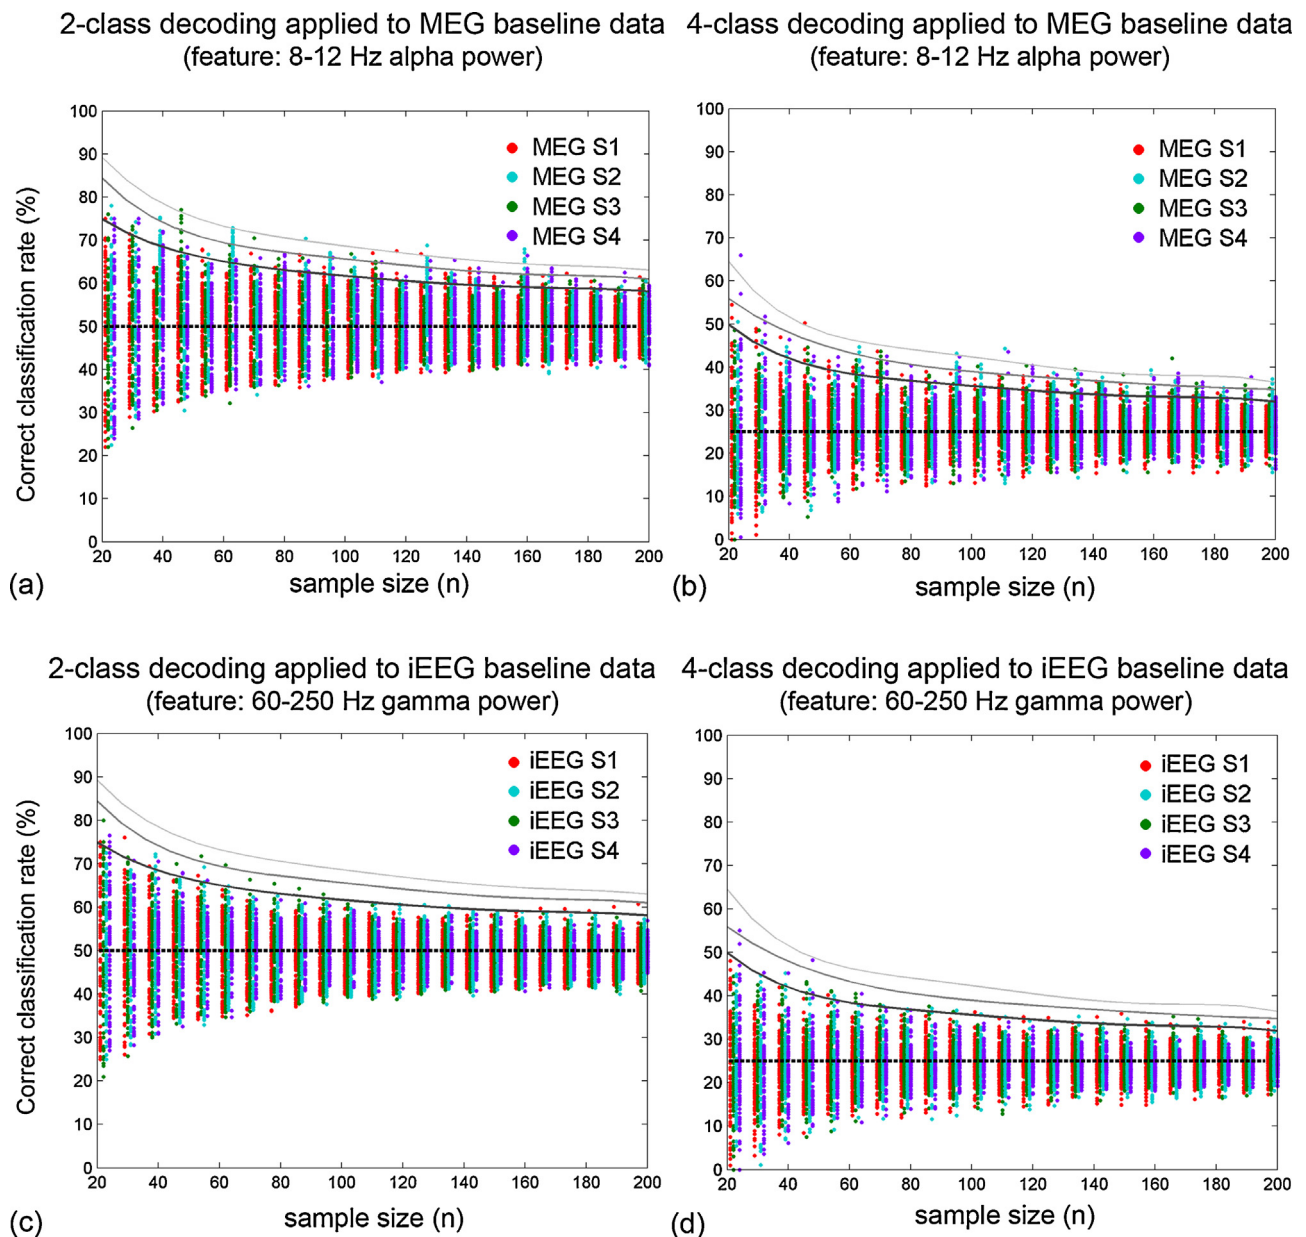 2-class decoding applied to MEG baseline data
(feature: 8-12 Hz alpha power)
100
90
80
70
60
50
40
30
20
10
0
Correct classification rate (%)
MEG S1
MEG S2
MEG S3
MEG S4
20 40 60 80 100 120 140 160 180 200
sample size (n)
(a)
4-class decoding applied to MEG baseline data
(feature: 8-12 Hz alpha power)
100
90
80
70
60
50
40
30
20
10
0
MEG S1
MEG S2
MEG S3
MEG S4
20 40 60 80 100 120 140 160 180 200
sample size (n)
(b)
2-class decoding applied to iEEG baseline data
(feature: 60-250 Hz gamma power)
100
90
80
70
60
50
40
30
20
10
0
Correct classification rate (%)
iEEG S1
iEEG S2
iEEG S3
iEEG S4
20 40 60 80 100 120 140 160 180 200
sample size (n)
(c)
4-class decoding applied to iEEG baseline data
(feature: 60-250 Hz gamma power)
100
90
80
70
60
50
40
30
20
10
0
iEEG S1
iEEG S2
iEEG S3
iEEG S4
20 40 60 80 100 120 140 160 180 200
sample size (n)
(d)